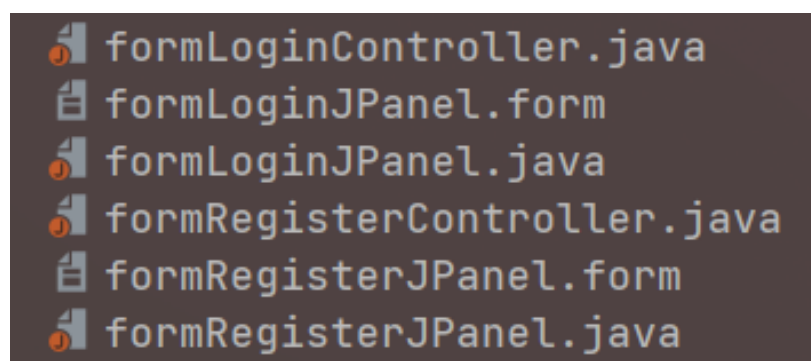 formLoginController.java
formLoginJPanel.form
formLoginJPanel.java
formRegisterController.java
formRegisterJPanel.form
formRegisterJPanel.java